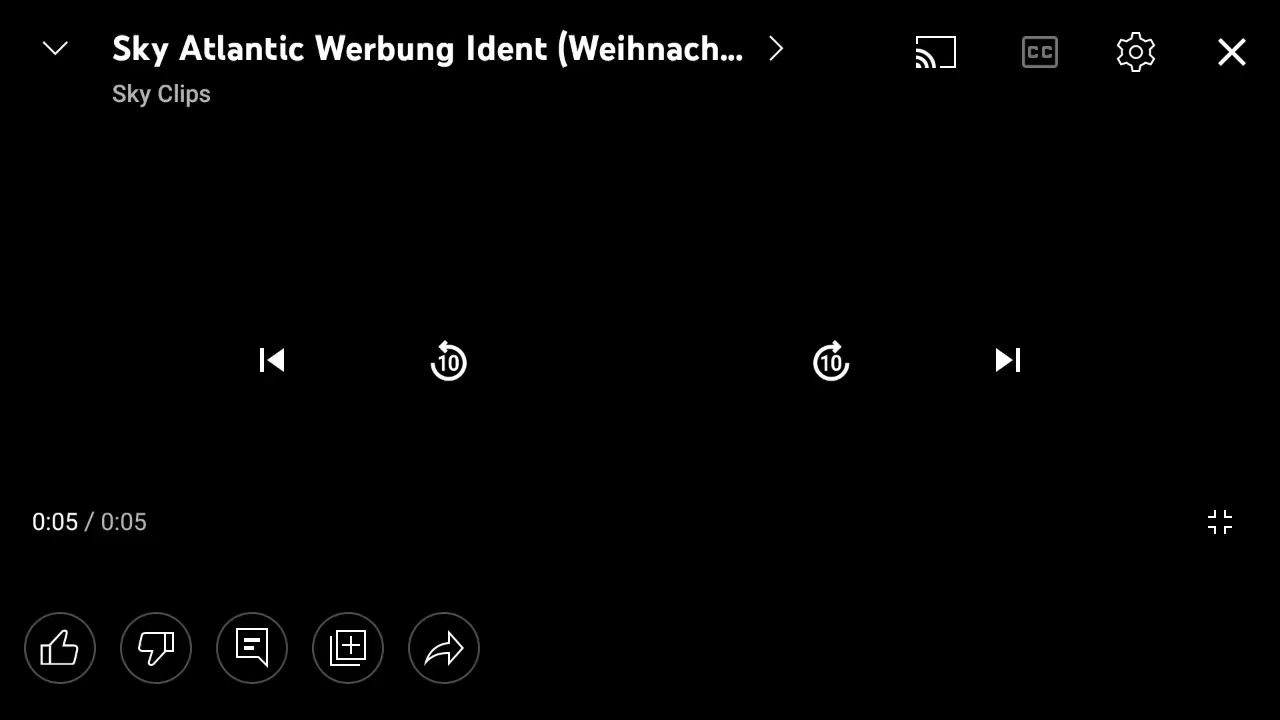 Sky Atlantic Werbung Ident (Weihnach...
Sky Clips
CC
10
10
0:05 / 0:05